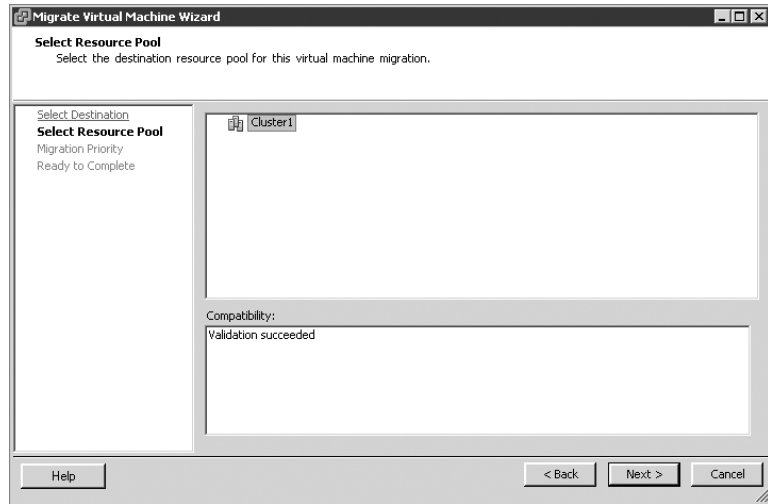 Migrate Virtual Machine Wizard
Select Resource Pool
Select the destination resource pool for this virtual machine migration.
Select Destination
Select Resource Pool
Migration Priority
Ready to Complete
Cluster1
Compatibility:
Validation succeeded
Help
< Back
Next >
Cancel